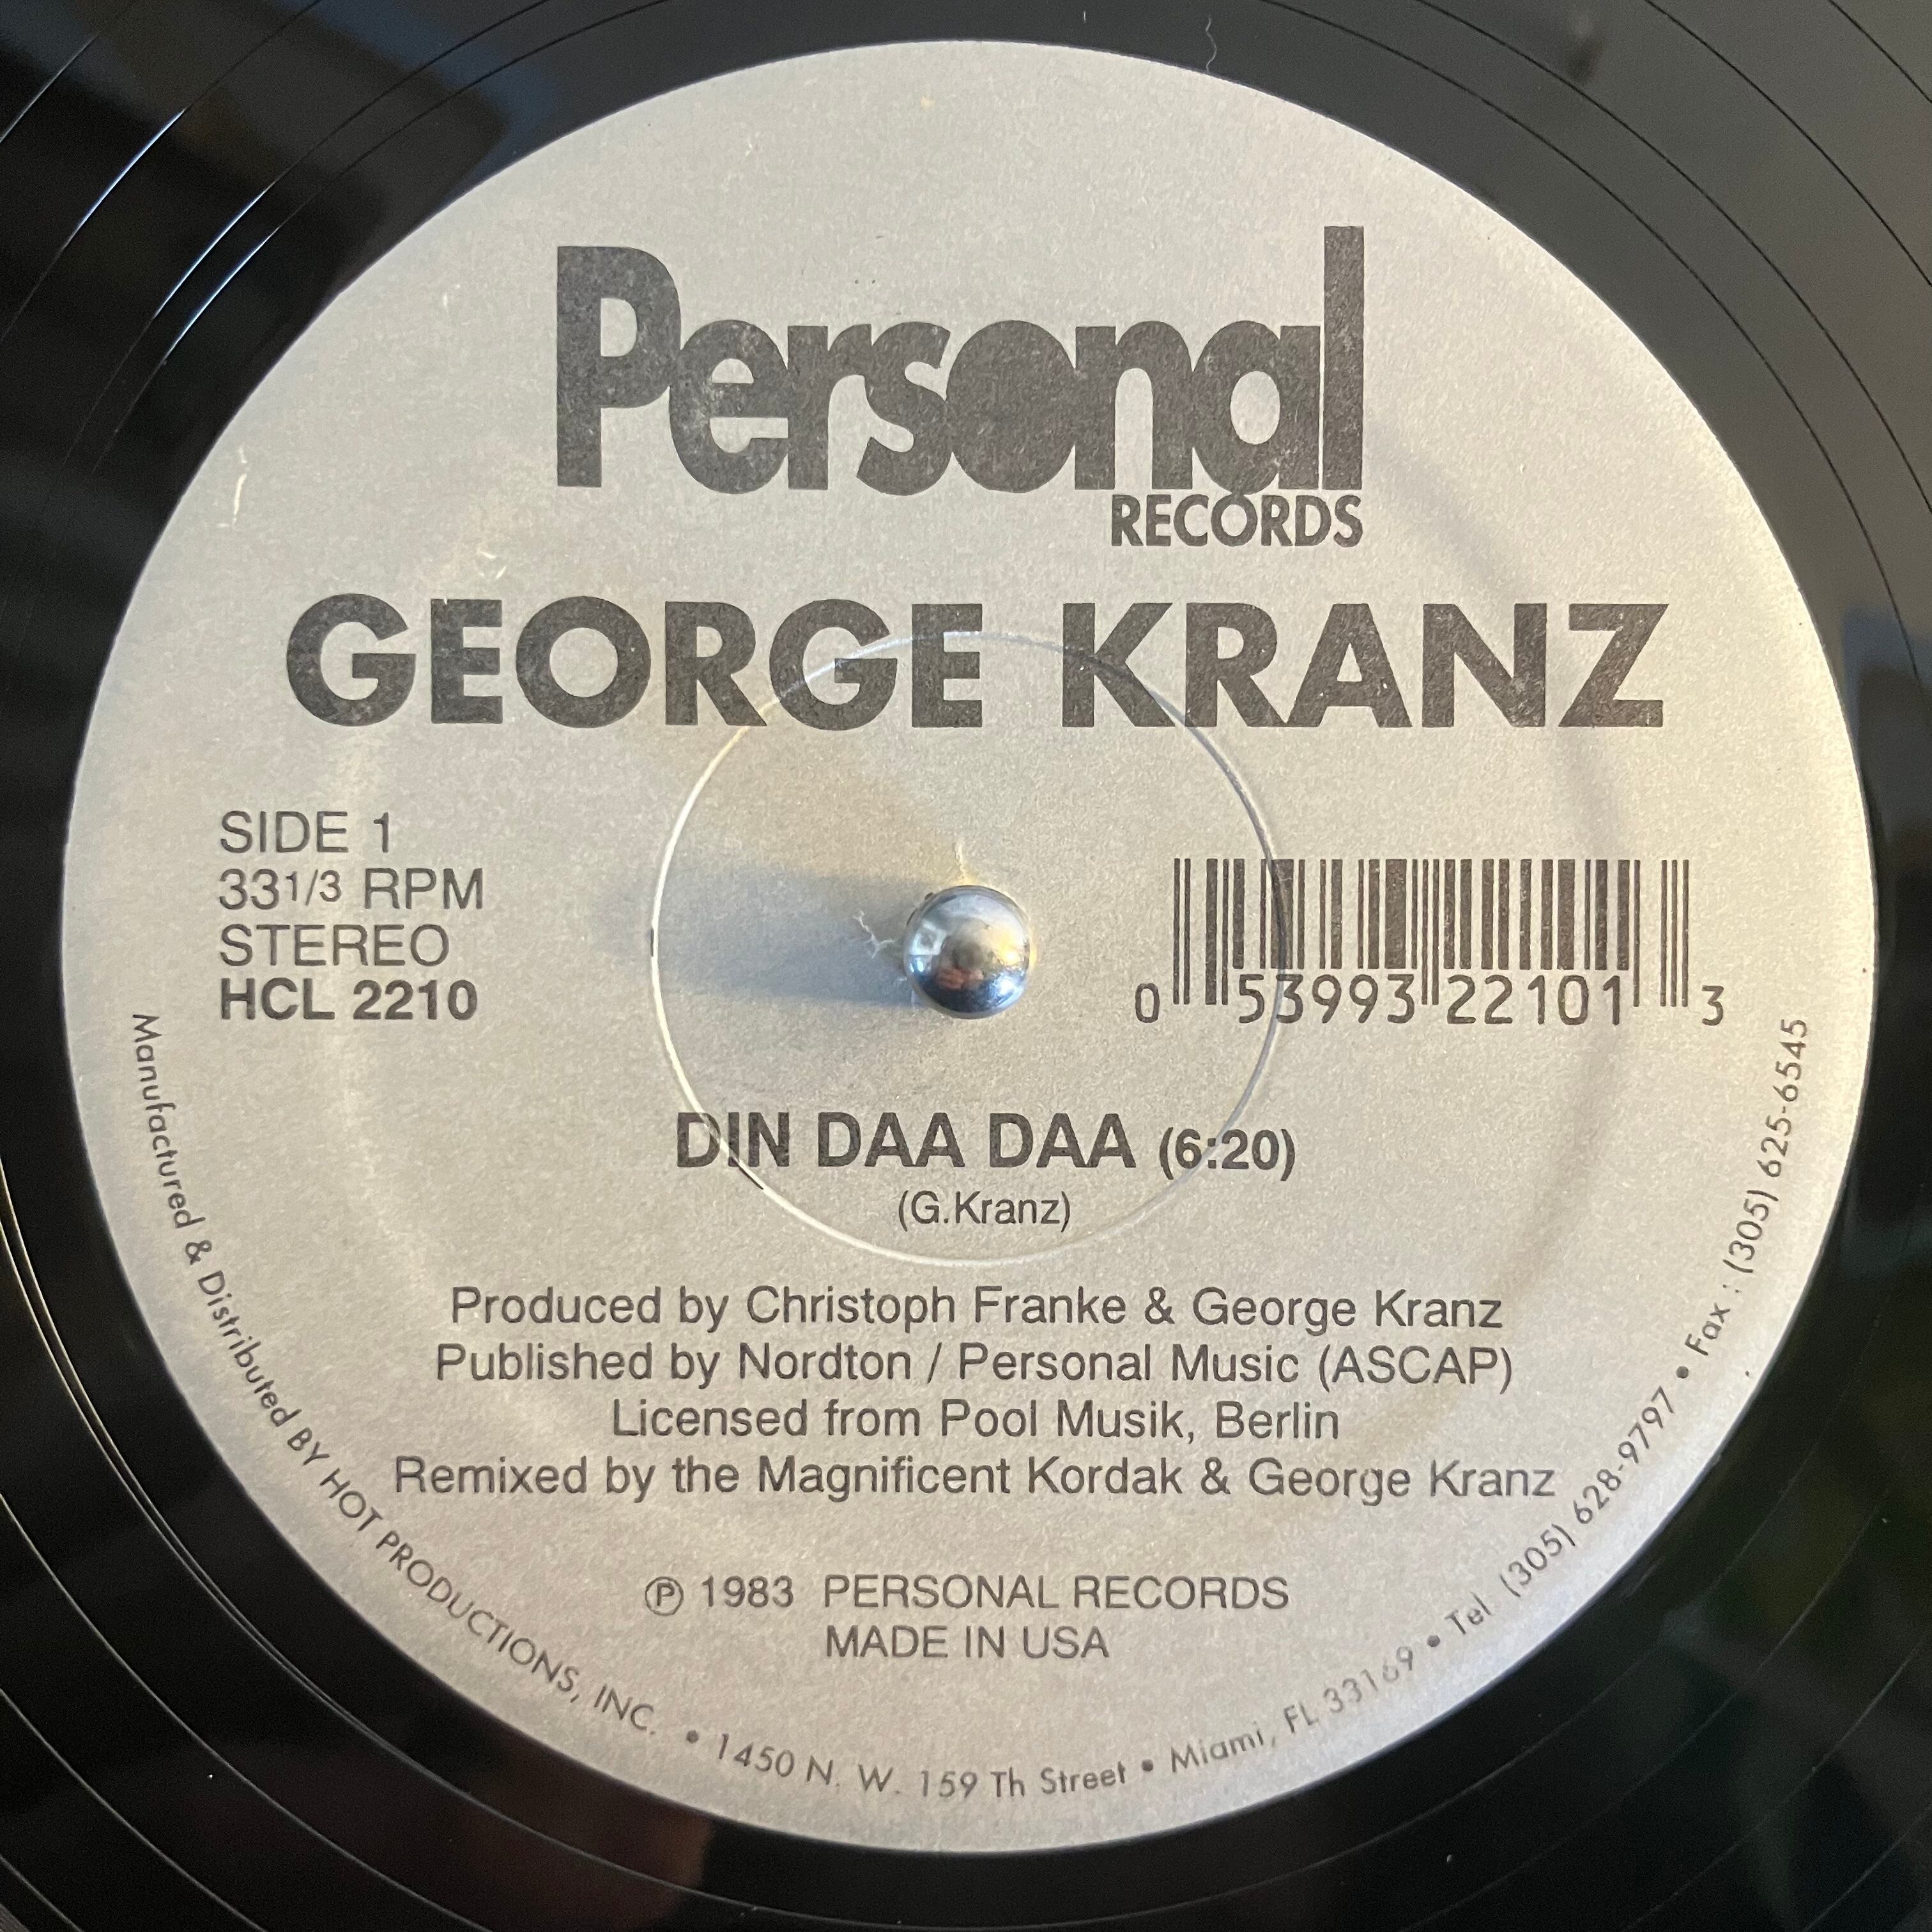 Personal
RECORDS
GEORGE KRANZ
SIDE 1
33 1/3 RPM
STEREO
HCL 2210
0 53993 22101 3
DIN DAA DAA (6:20)
(G.Kranz)
Produced by Christoph Franke & George Kranz
Published by Nordton / Personal Music (ASCAP)
Licensed from Pool Musik, Berlin
Remixed by the Magnificent Kordak & George Kranz
℗ 1983 PERSONAL RECORDS
MADE IN USA
Manufactured & Distributed BY HOT PRODUCTIONS, INC. • 1450 N. W. 159 Th Street • Miami, FL 33169 • Tel (305) 628-9797 • Fax : (305) 625-6545